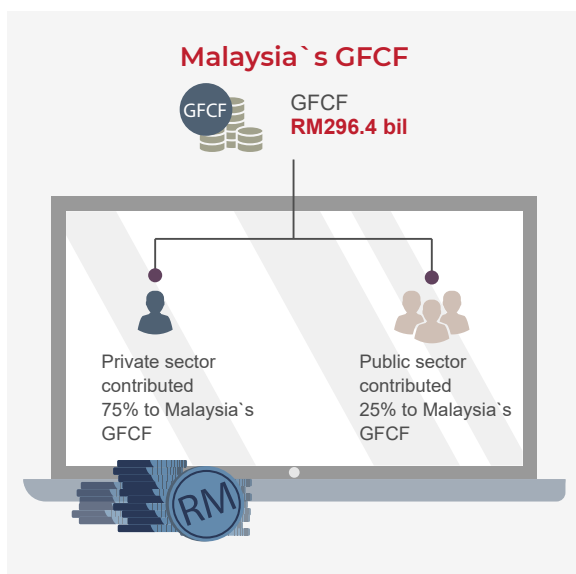 Malaysia`s GFCF
GFCF
GFCF
RM296.4 bil
Private sector
contributed
75% to Malaysia`s
GFCF
Public sector
contributed
25% to Malaysia`s
GFCF
RM